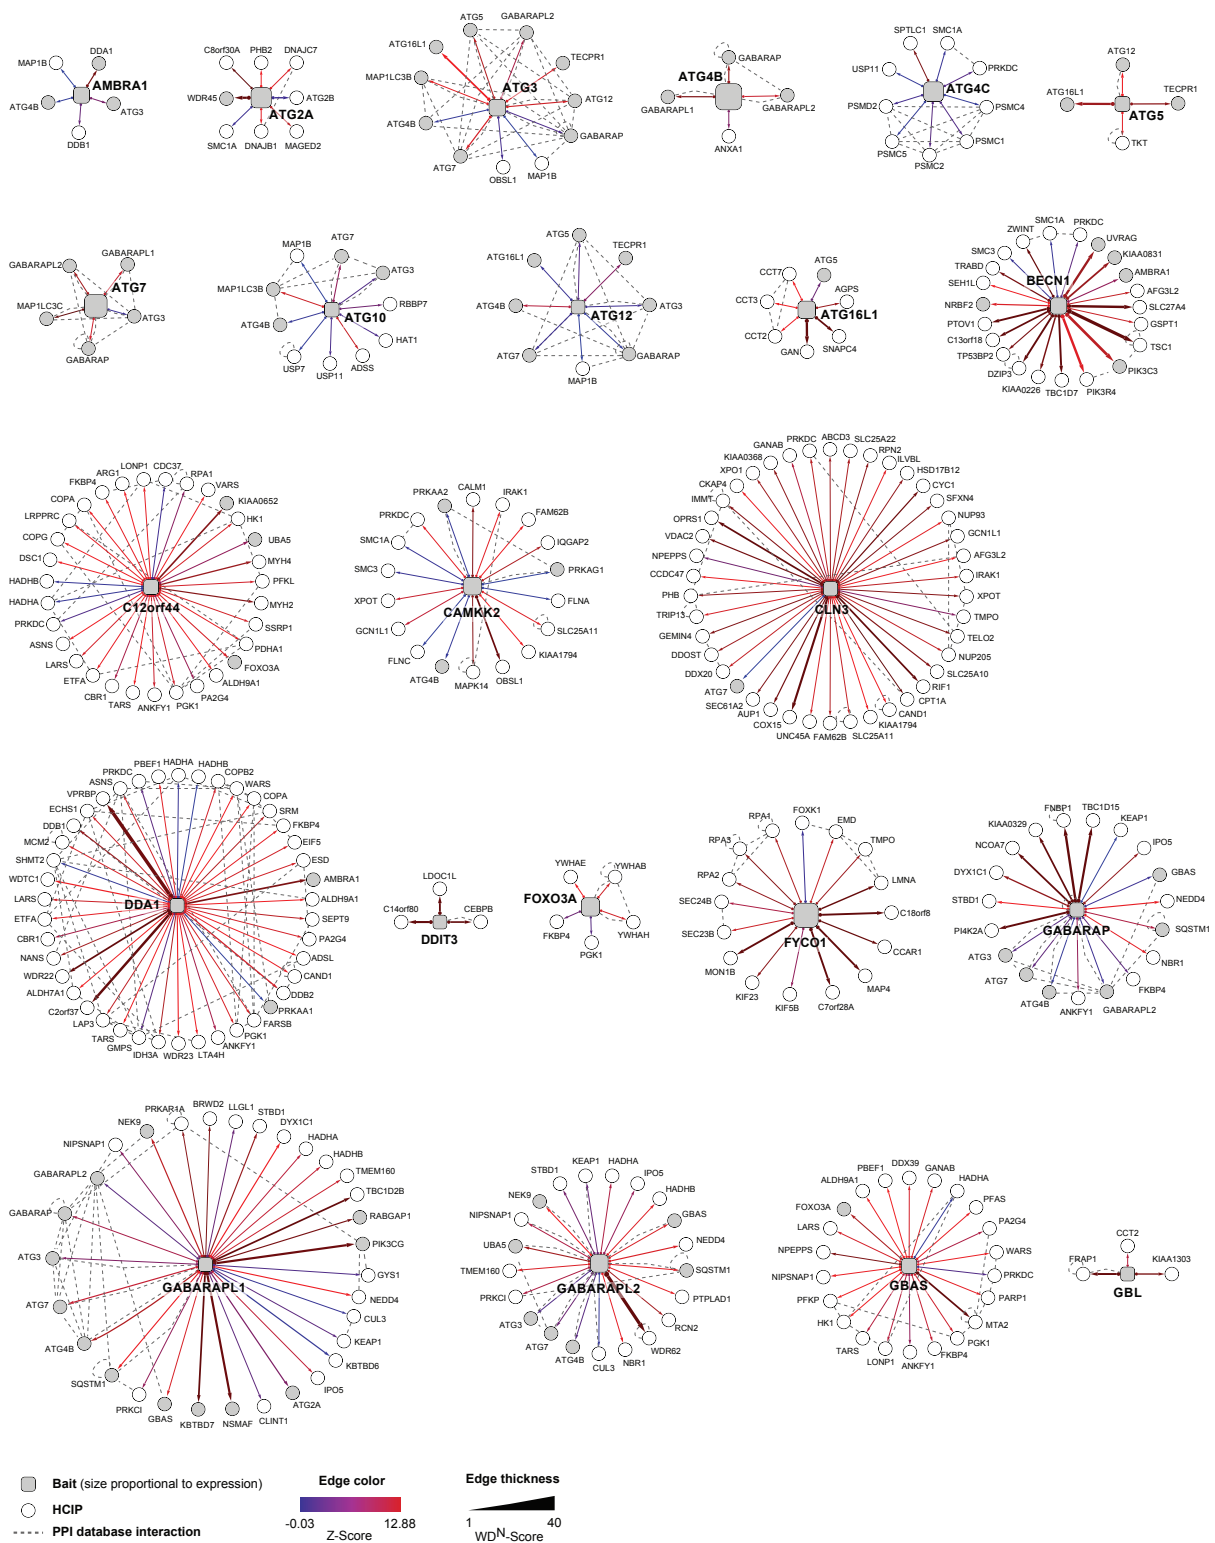 DDA1
MAP1B
AMBRA1
ATG4B
ATG3
DDB1
C8orf30A
PHB2
DNAJC7
WDR45
ATG2B
ATG2A
SMC1A
DNAJB1
MAGED2
ATG5
GABARAPL2
ATG16L1
TECPR1
MAP1LC3B
ATG3
ATG12
ATG4B
GABARAP
ATG7
OBSL1
MAP1B
GABARAP
ATG4B
GABARAPL1
GABARAPL2
ANXA1
SPTLC1
SMC1A
USP11
PRKDC
ATG4C
PSMD2
PSMC4
PSMC5
PSMC1
PSMC2
ATG12
ATG16L1
TECPR1
ATG5
TKT
GABARAPL1
GABARAPL2
ATG7
MAP1LC3C
ATG3
GABARAP
ATG7
MAP1B
ATG3
MAP1LC3B
RBBP7
ATG10
ATG4B
HAT1
USP7
ADSS
USP11
ATG5
TECPR1
ATG16L1
ATG4B
ATG3
ATG12
ATG7
GABARAP
MAP1B
CCT7
ATG5
AGPS
CCT3
ATG16L1
CCT2
SNAPC4
GAN
SMC1A
ZWINT
PRKDC
UVRAG
SMC3
KIAA0831
TRABD
BECN1
AMBRA1
SEH1L
AFG3L2
NRBF2
SLC27A4
PTOV1
GSPT1
C13orf18
TSC1
TP53BP2
PIK3C3
DZIP3
KIAA0226
TBC1D7
PIK3R4
LONP1
CDC37
ARG1
RPA1
FKBP4
VARS
COPA
KIAA0652
LRPPRC
HK1
COPG
UBA5
DSC1
MYH4
HADHB
PFKL
C12orf44
HADHA
MYH2
PRKDC
SSRP1
ASNS
PDHA1
LARS
FOXO3A
ETFA
ALDH9A1
CBR1
PA2G4
TARS
ANKFY1
PGK1
CALM1
PRKAA2
IRAK1
PRKDC
FAM62B
SMC1A
IQGAP2
SMC3
PRKAG1
XPOT
FLNA
CAMKK2
GCN1L1
SLC25A11
FLNC
KIAA1794
ATG4B
OBSL1
MAPK14
ABCD3
PRKDC
SLC25A22
GANAB
RPN2
KIAA0368
ILVBL
XPO1
HSD17B12
CKAP4
CYC1
IMMT
SFXN4
OPRS1
NUP93
VDAC2
GCN1L1
NPEPPS
AFG3L2
CCDC47
IRAK1
PHB
XPOT
CLN3
TRIP13
TMPO
GEMIN4
TELO2
DDOST
NUP205
DDX20
SLC25A10
ATG7
RIF1
SEC61A2
CPT1A
AUP1
CAND1
COX15
KIAA1794
UNC45A
FAM62B
SLC25A11
PBEF1
HADHA
HADHB
PRKDC
COPB2
ASNS
WARS
VPRBP
COPA
ECHS1
SRM
DDB1
FKBP4
MCM2
EIF5
SHMT2
ESD
WDTC1
AMBRA1
LARS
ALDH9A1
DDA1
ETFA
SEPT9
CBR1
PA2G4
NANS
ADSL
WDR22
CAND1
ALDH7A1
DDB2
C2orf37
PRKAA1
LAP3
FARSB
TARS
PGK1
GMPS
ANKFY1
IDH3A
WDR23
LTA4H
LDOC1L
C14orf80
CEBPB
DDIT3
YWHAE
YWHAB
FOXO3A
FKBP4
YWHAH
PGK1
FOXK1
RPA1
EMD
RPA3
TMPO
RPA2
LMNA
SEC24B
C18orf8
SEC23B
CCAR1
FYCO1
MON1B
MAP4
KIF23
KIF5B
C7orf28A
FNBP1
TBC1D15
KIAA0329
KEAP1
NCOA7
IPO5
DYX1C1
GBAS
STBD1
NEDD4
PI4K2A
SQSTM1
GABARAP
ATG3
NBR1
ATG7
FKBP4
ATG4B
GABARAPL2
ANKFY1
BRWD2
LLGL1
PRKAR1A
STBD1
NEK9
DYX1C1
NIPSNAP1
HADHA
HADHB
GABARAPL2
TMEM160
TBC1D2B
GABARAP
RABGAP1
ATG3
PIK3CG
GYS1
GABARAPL1
ATG7
NEDD4
CUL3
ATG4B
KEAP1
KBTBD6
SQSTM1
IPO5
PRKCI
ATG2A
GBAS
KBTBD7
NSMAF
CLINT1
KEAP1
HADHA
STBD1
IPO5
NEK9
HADHB
NIPSNAP1
GBAS
UBA5
NEDD4
TMEM160
SQSTM1
GABARAPL2
PRKCI
PTPLAD1
ATG3
RCN2
ATG7
WDR62
ATG4B
NBR1
CUL3
DDX39
PBEF1
GANAB
ALDH9A1
HADHA
FOXO3A
PFAS
LARS
PA2G4
NPEPPS
WARS
NIPSNAP1
PRKDC
GBAS
PFKP
PARP1
HK1
MTA2
TARS
PGK1
LONP1
FKBP4
ANKFY1
CCT2
FRAP1
KIAA1303
GBL
Bait (size proportional to expression)
HCIP
PPI database interaction
Edge color
-0.03 12.88
Z-Score
Edge thickness
1 40
WDN-Score